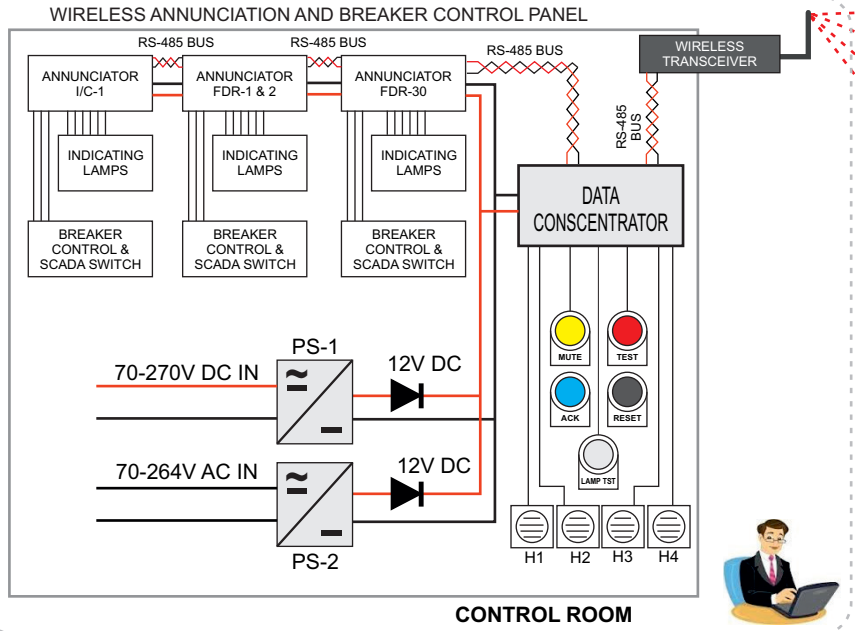 WIRELESS ANNUNCIATION AND BREAKER CONTROL PANEL
RS-485 BUS
RS-485 BUS
RS-485 BUS
WIRELESS
TRANSCEIVER
ANNUNCIATOR
I/C-1
ANNUNCIATOR
FDR-1 & 2
ANNUNCIATOR
FDR-30
RS-485
BUS
INDICATING
LAMPS
INDICATING
LAMPS
INDICATING
LAMPS
DATA
CONSCENTRATOR
BREAKER
CONTROL &
SCADA SWITCH
BREAKER
CONTROL &
SCADA SWITCH
BREAKER
CONTROL &
SCADA SWITCH
PS-1
70-270V DC IN
12V DC
MUTE
TEST
ACK
RESET
70-264V AC IN
12V DC
LAMP TST
PS-2
H1
H2
H3
H4
CONTROL ROOM